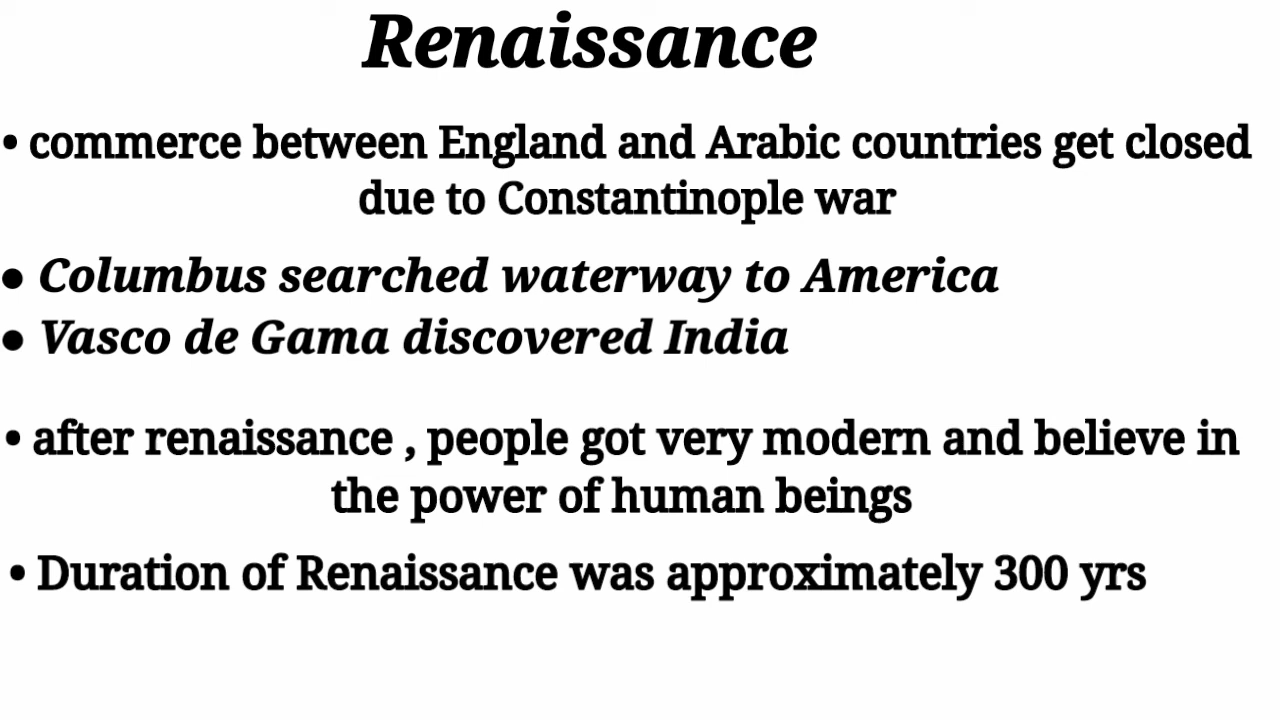 Renaissance
• commerce between England and Arabic countries get closed
due to Constantinople war
● Columbus searched waterway to America
● Vasco de Gama discovered India
• after renaissance , people got very modern and believe in
the power of human beings
• Duration of Renaissance was approximately 300 yrs